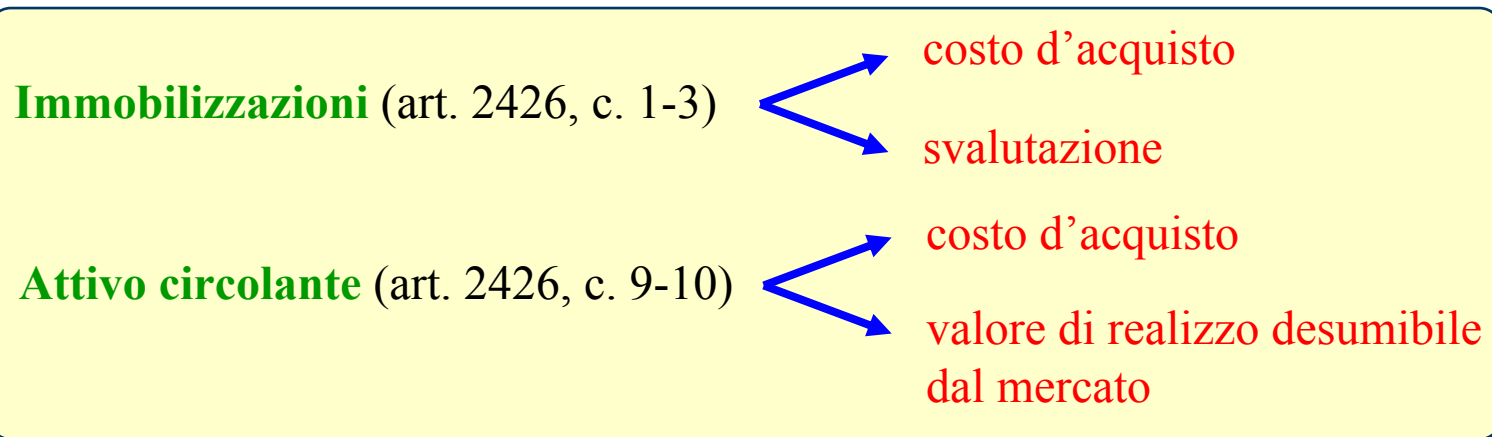 costo d’acquisto
Immobilizzazioni (art. 2426, c. 1-3)
svalutazione
costo d’acquisto
Attivo circolante (art. 2426, c. 9-10)
valore di realizzo desumibile
dal mercato